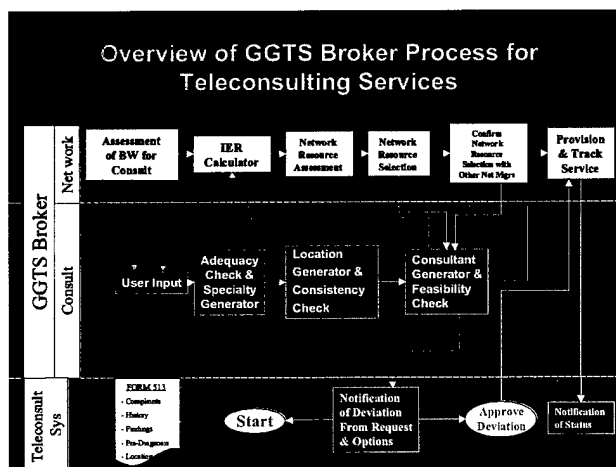 Overview of GGTS Broker Process for
Teleconsulting Services
GGTS Broker
Net work
Assessment
of BW for
Consult
IER
Calculator
Network
Resource
Assessment
Network
Resource
Selection
Confirm
Network
Resource
Selection with
Other Net Mgrs
Provision
& Track
Service
Consult
User Input
Adequacy
Check &
Specialty
Generator
Location
Generator &
Consistency
Check
Consultant
Generator &
Feasibility
Check
Teleconsult
Sys
FORM 513
- Complaints
- History
- Findings
- Pre-Diagnosis
- Location
Start
Notification
of Deviation
From Request
& Options
Approve
Deviation
Notification
of Status